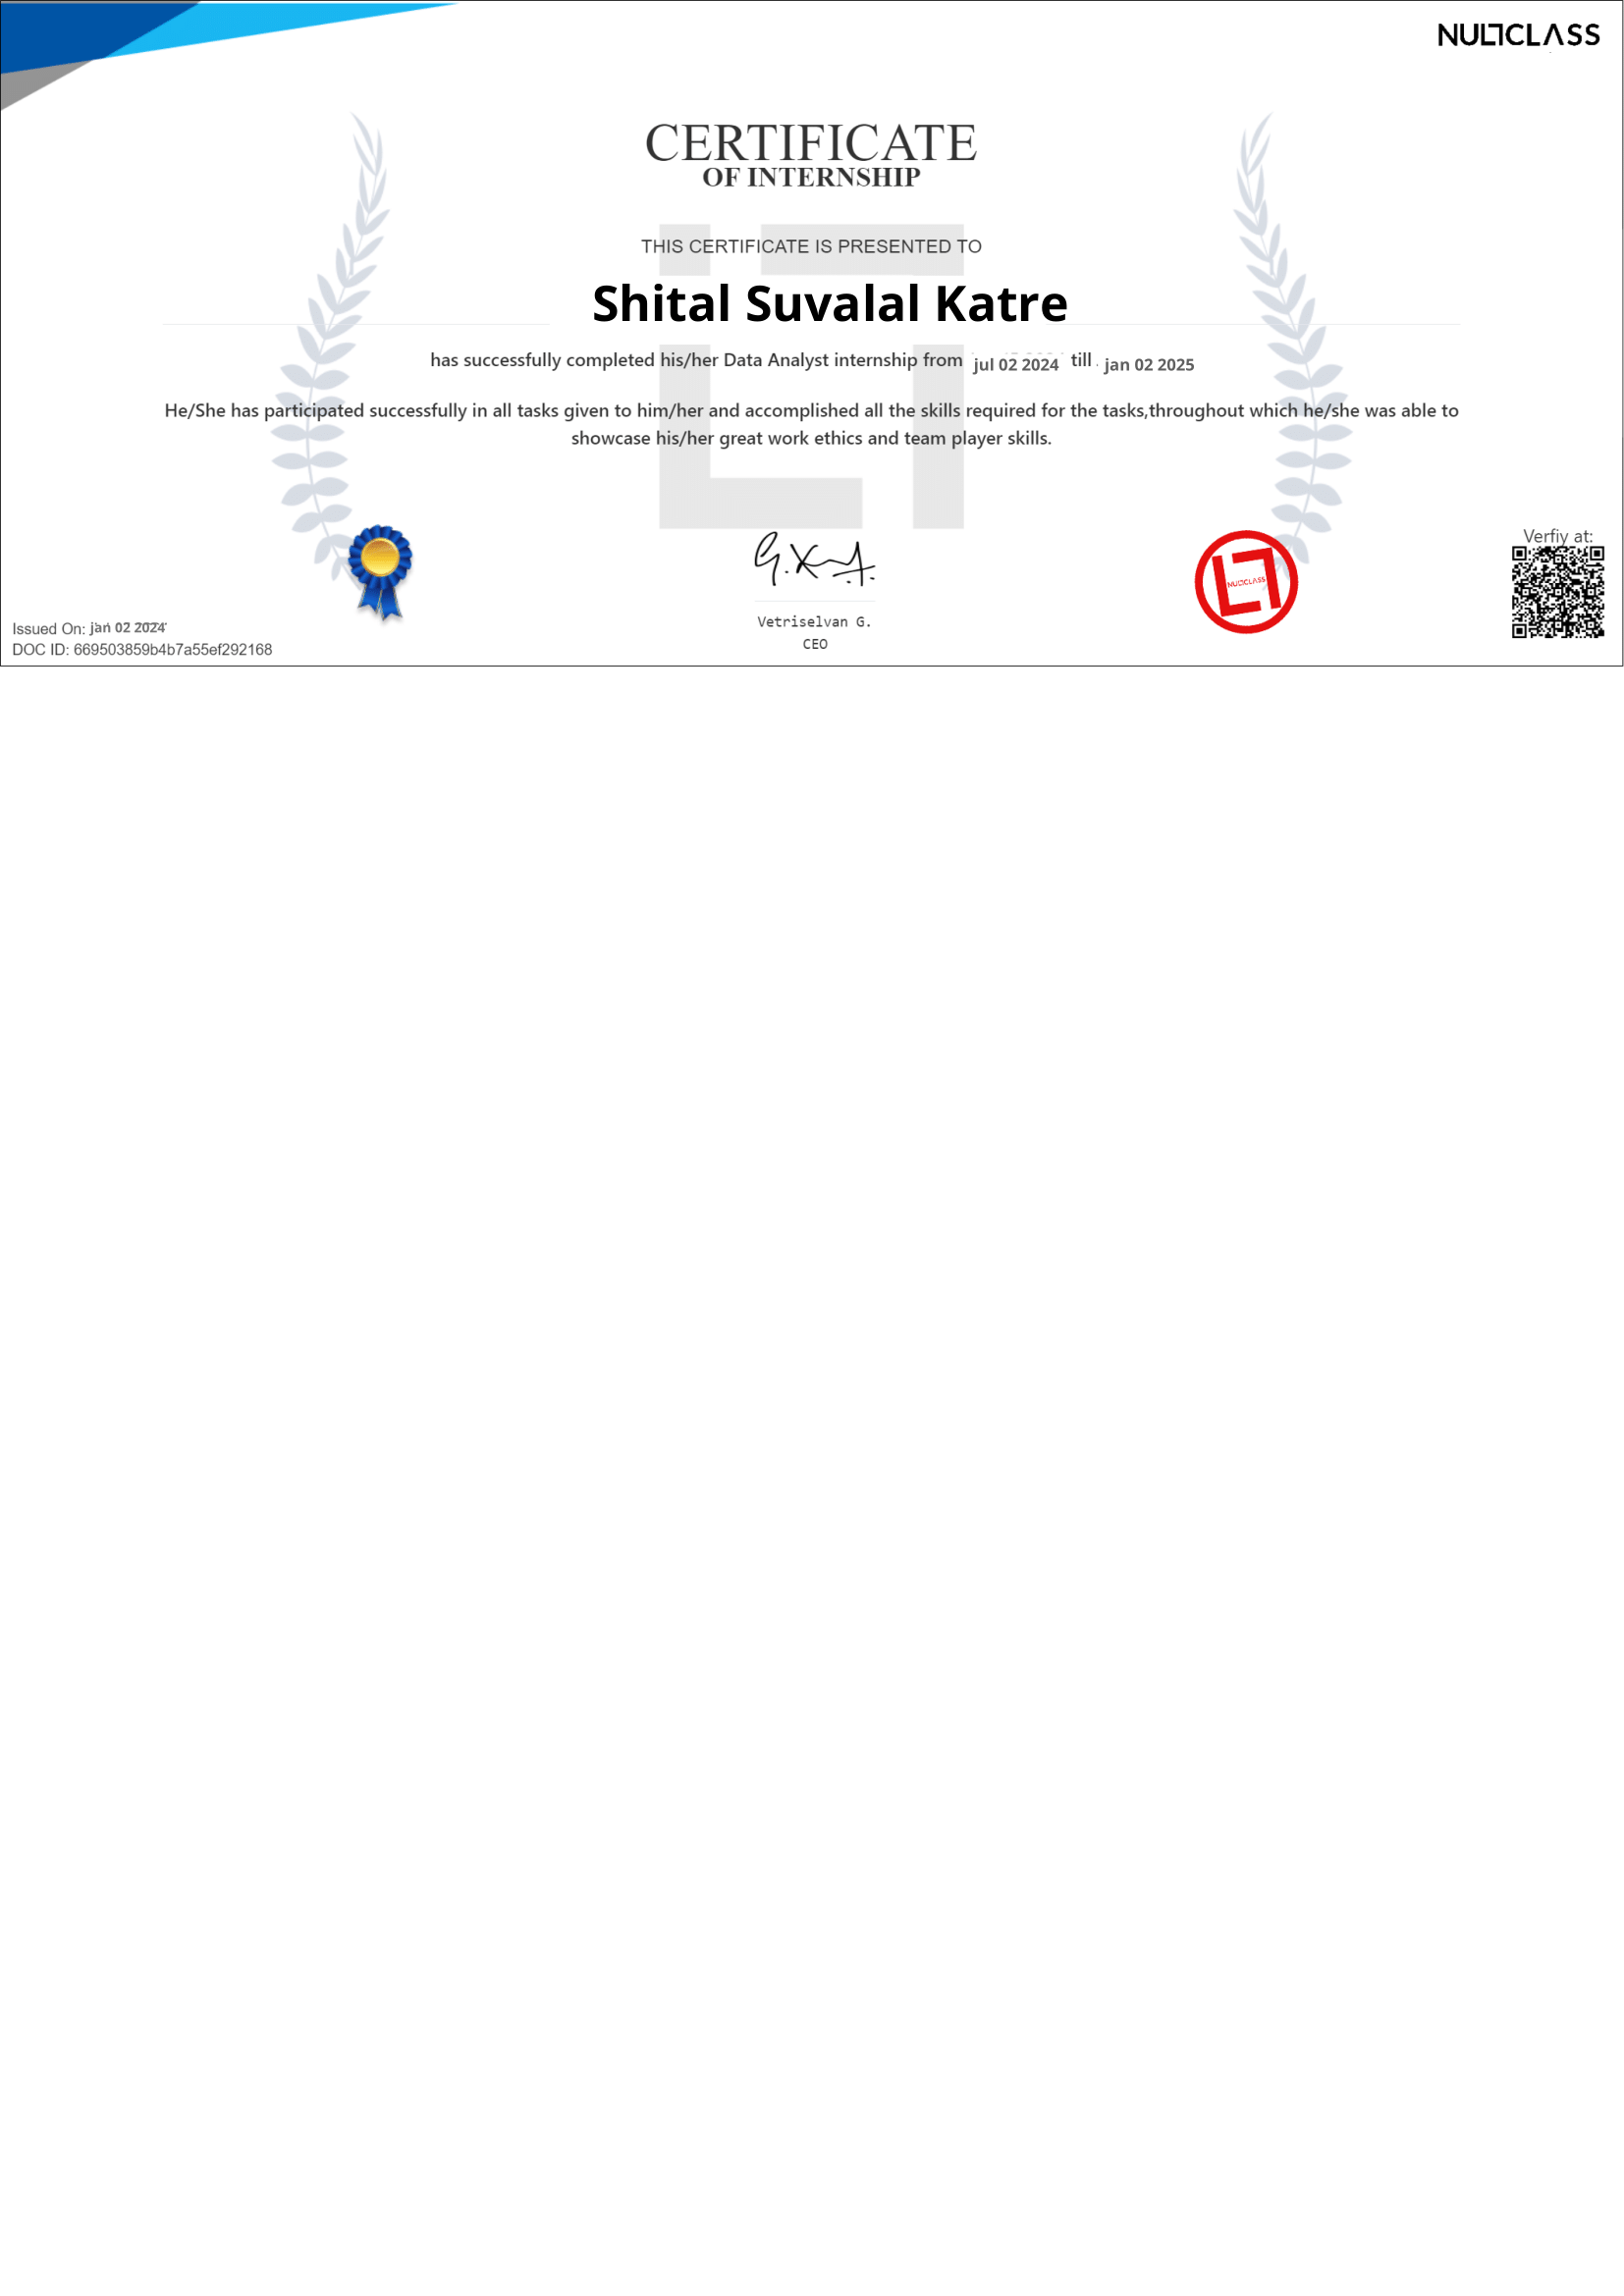 NULLCLASS
CERTIFICATE
OF INTERNSHIP
THIS CERTIFICATE IS PRESENTED TO
Shital Suvalal Katre
has successfully completed his/her Data Analyst internship from jul 02 2024 till jan 02 2025
He/She has participated successfully in all tasks given to him/her and accomplished all the skills required for the tasks,throughout which he/she was able to
showcase his/her great work ethics and team player skills.
Verfiy at:
NULLCLASS
Vetriselvan G.
CEO
Issued On: jan 02 2024
DOC ID: 669503859b4b7a55ef292168